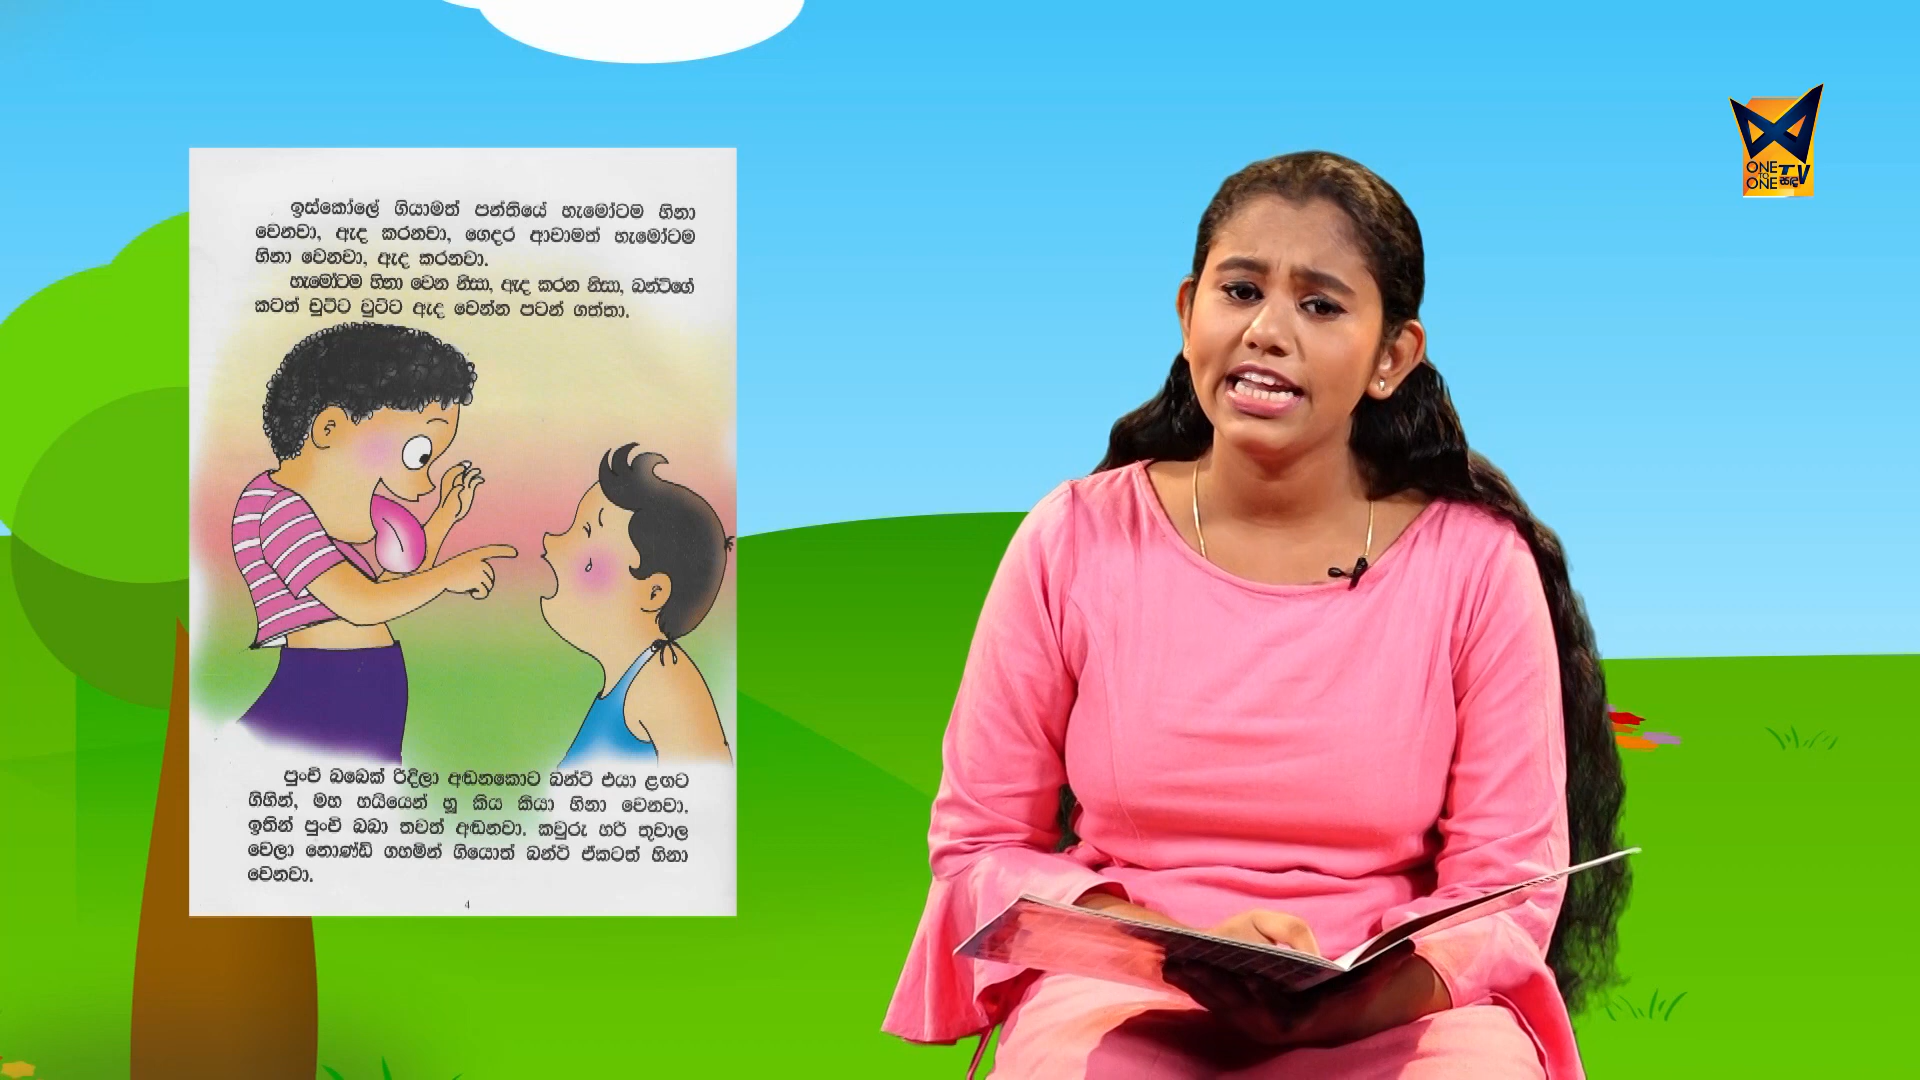 ඉස්කෝලේ ගියාමත් පන්තියේ හැමෝටම හිනා
වෙනවා, ඇද කරනවා, ගෙදර ආවාමත් හැමෝටම
හිනා වෙනවා, ඇද කරනවා.
හැමෝටම හිනා වෙන නිසා, ඇද කරන නිසා, බන්ටිගේ
කටත් චුට්ට චුට්ට ඇද වෙන්න පටන් ගත්තා.
පුංචි බබෙක් රිදිලා අඬනකොට බන්ටි එයා ළඟට
ගිහින්, මහ හයියෙන් හූ කිය කියා හිනා වෙනවා.
ඉතින් පුංචි බබා තවත් අඬනවා. කවුරු හරි තුවාල
වෙලා නොණ්ඩි ගහමින් ගියොත් බන්ටි ඒකටත් හිනා
වෙනවා.
4
ONE
TO
ONE
TV
සඳ